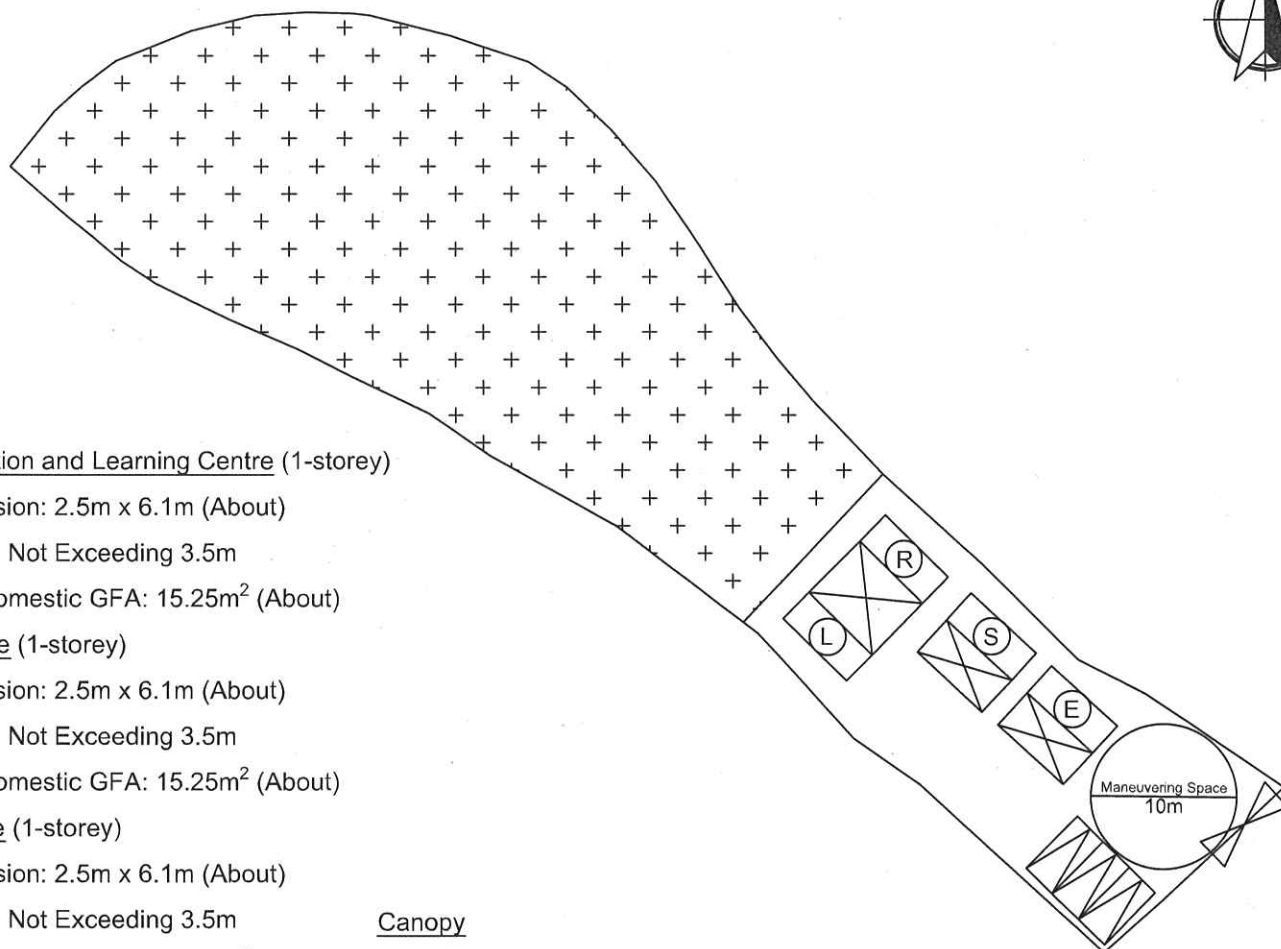 tion and Learning Centre (1-storey)
sion: 2.5m x 6.1m (About)
Not Exceeding 3.5m
omestic GFA: 15.25m² (About)
e (1-storey)
sion: 2.5m x 6.1m (About)
Not Exceeding 3.5m
omestic GFA: 15.25m² (About)
e (1-storey)
sion: 2.5m x 6.1m (About)
Not Exceeding 3.5m
Canopy
R
L
S
E
Maneuvering Space
10m